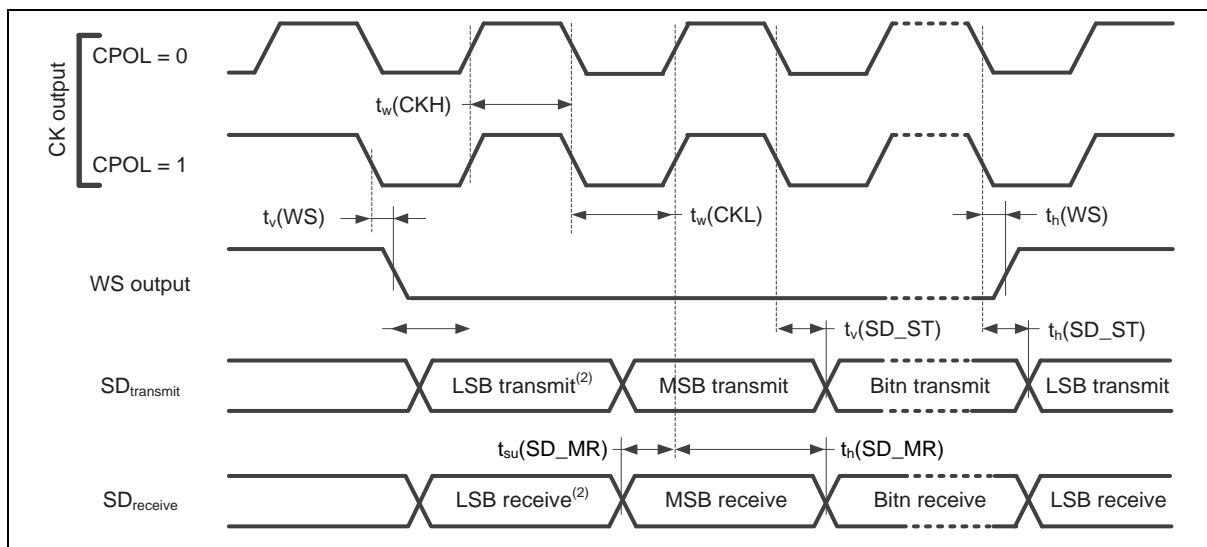 CK output
CPOL = 0
tw(CKH)
CPOL = 1
tv(WS)
tw(CKL)
th(WS)
WS output
tv(SD_ST)
th(SD_ST)
SDtransmit
LSB transmit(2)
MSB transmit
Bitn transmit
LSB transmit
tsu(SD_MR)
th(SD_MR)
SDreceive
LSB receive(2)
MSB receive
Bitn receive
LSB receive